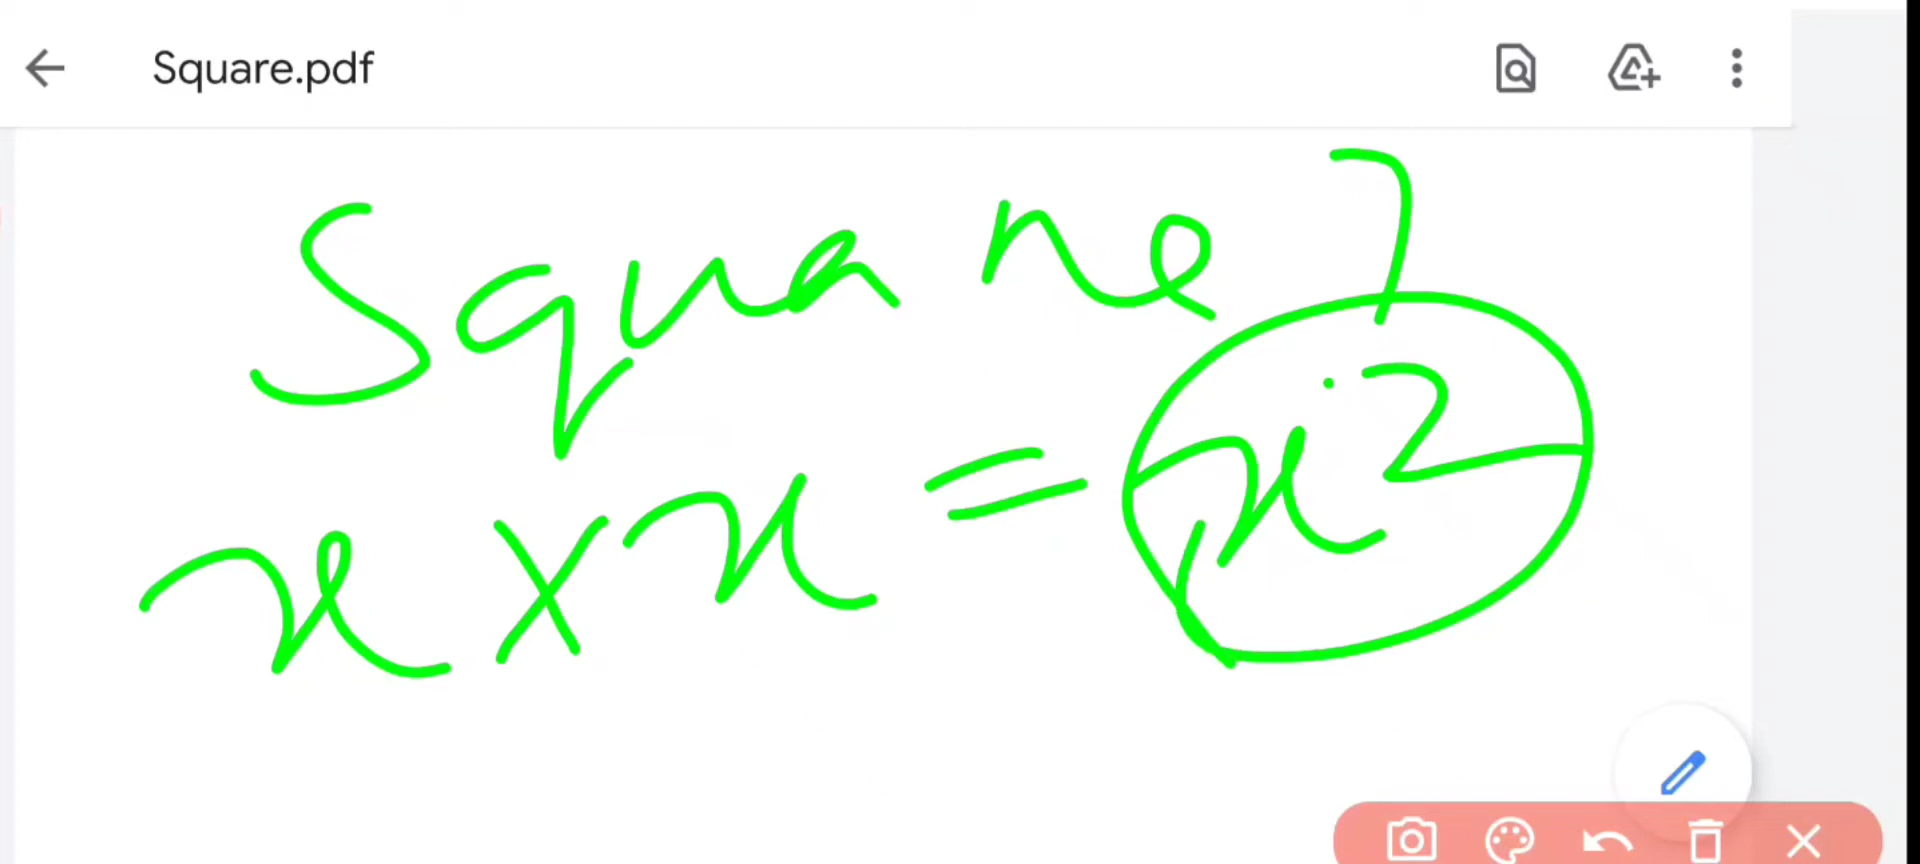 Square.pdf
Square?
x × x = x²